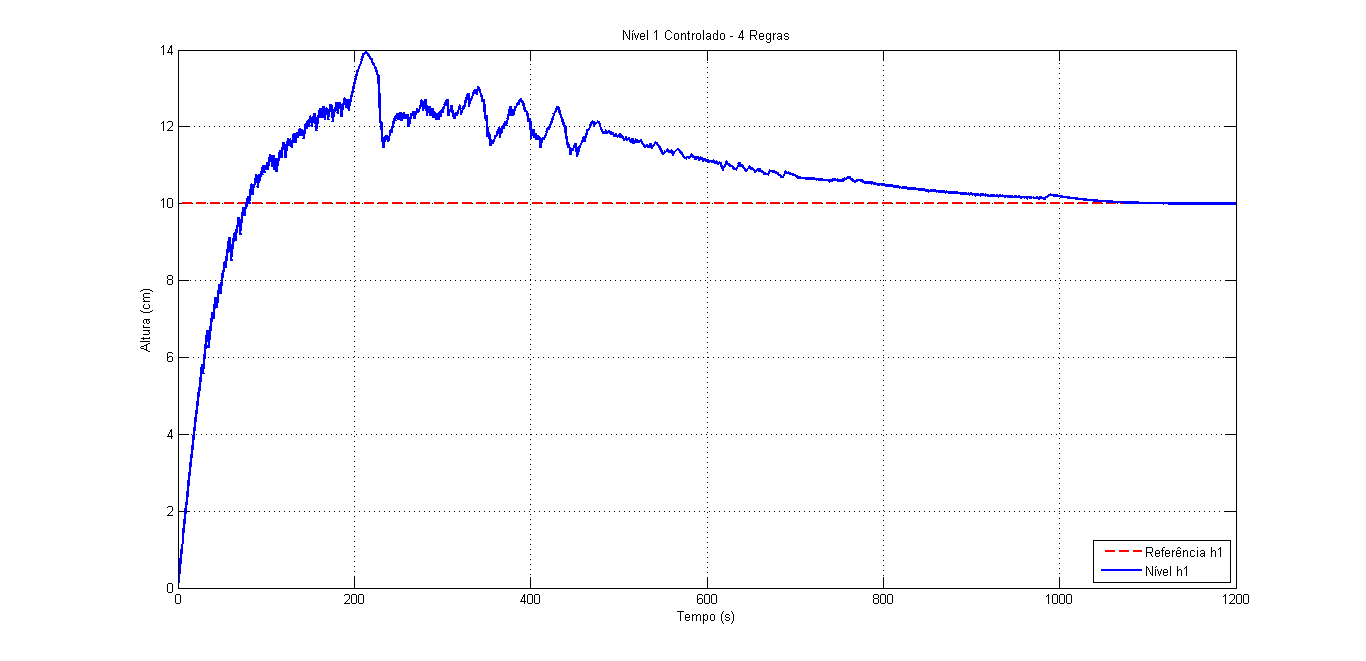 Nível 1 Controlado - 4 Regras
14
12
10
8
6
4
2
0
Altura (cm)
0 200 400 600 800 1000 1200
Tempo (s)
Referência h1
Nível h1